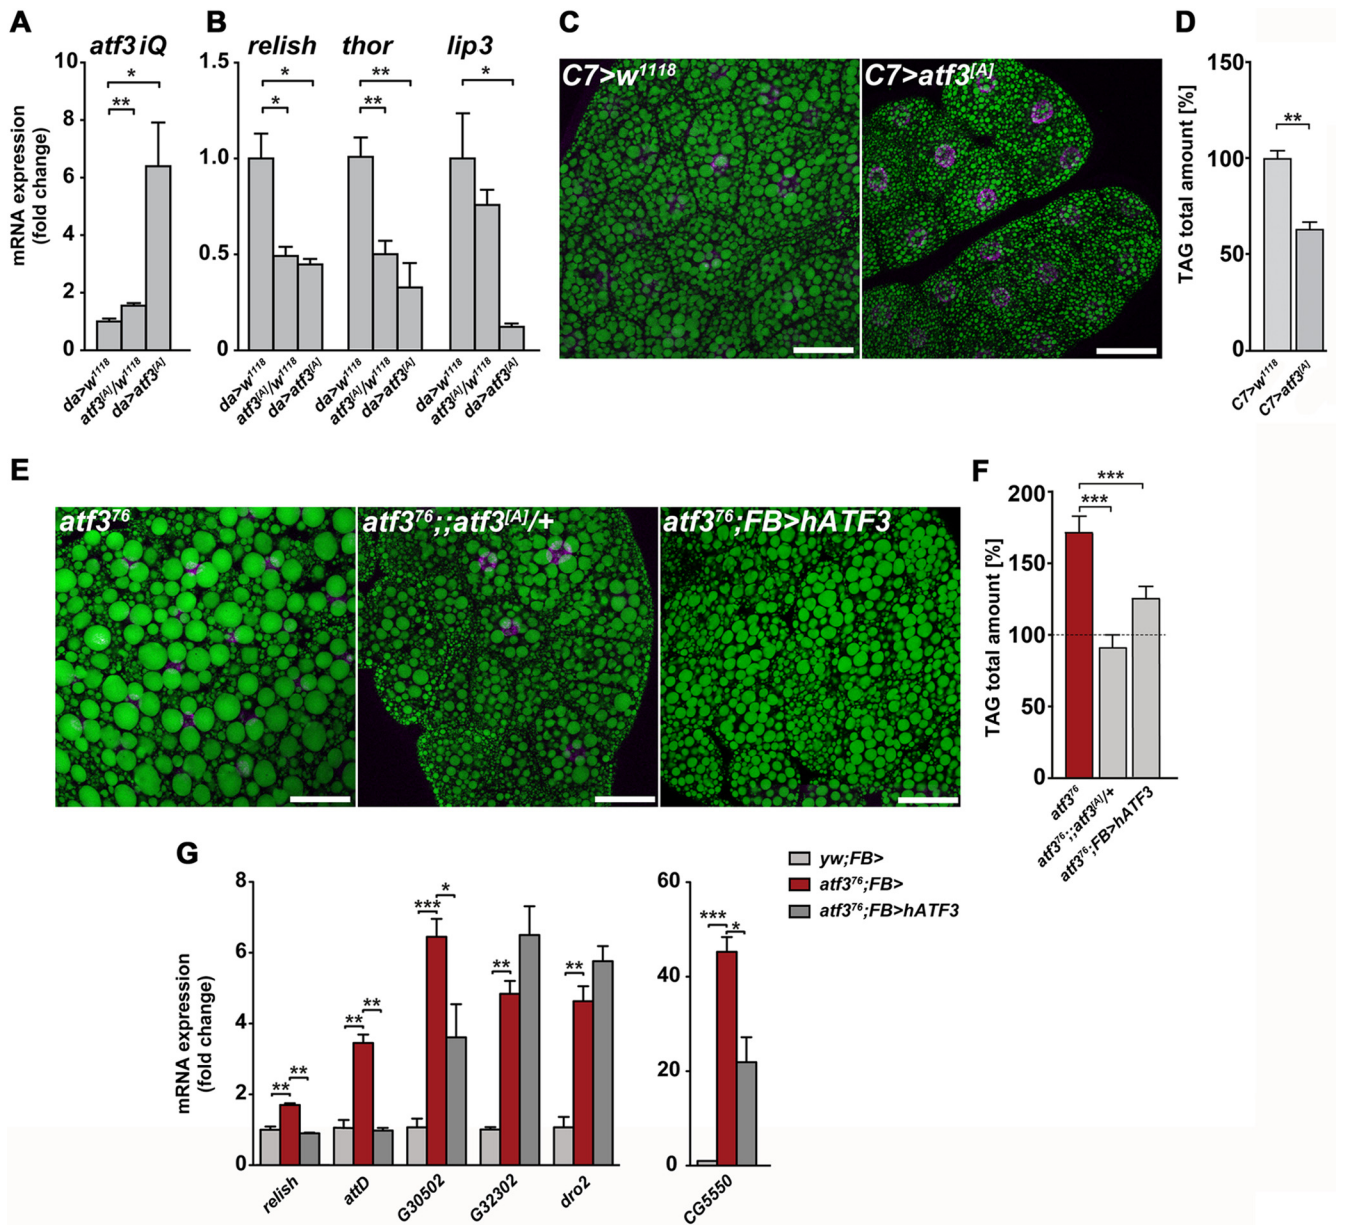 A
atf3 iQ
mRNA expression
(fold change)
10
8
6
4
2
0
*
**
da>w1118
atf3[A]/w1118
da>atf3[A]
B
relish thor lip3
1.5
1.0
0.5
0
* ** *
* **
da>w1118
atf3[A]/w1118
da>atf3[A]
da>w1118
atf3[A]/w1118
da>atf3[A]
da>w1118
atf3[A]/w1118
da>atf3[A]
C
C7>w1118
C7>atf3[A]
D
TAG total amount [%]
150
100
50
0
**
C7>w1118
C7>atf3[A]
E
atf376
atf376;;atf3[A]/+
atf376;FB>hATF3
F
TAG total amount [%]
200
150
100
50
0
***
***
atf376
atf376;;atf3[A]/+
atf376;FB>hATF3
G
mRNA expression
(fold change)
8
6
4
2
0
** **
** **
*** *
**
**
relish
attD
G30502
G32302
dro2
60
40
20
0
*** *
CG5550
yw;FB>
atf376;FB>
atf376;FB>hATF3